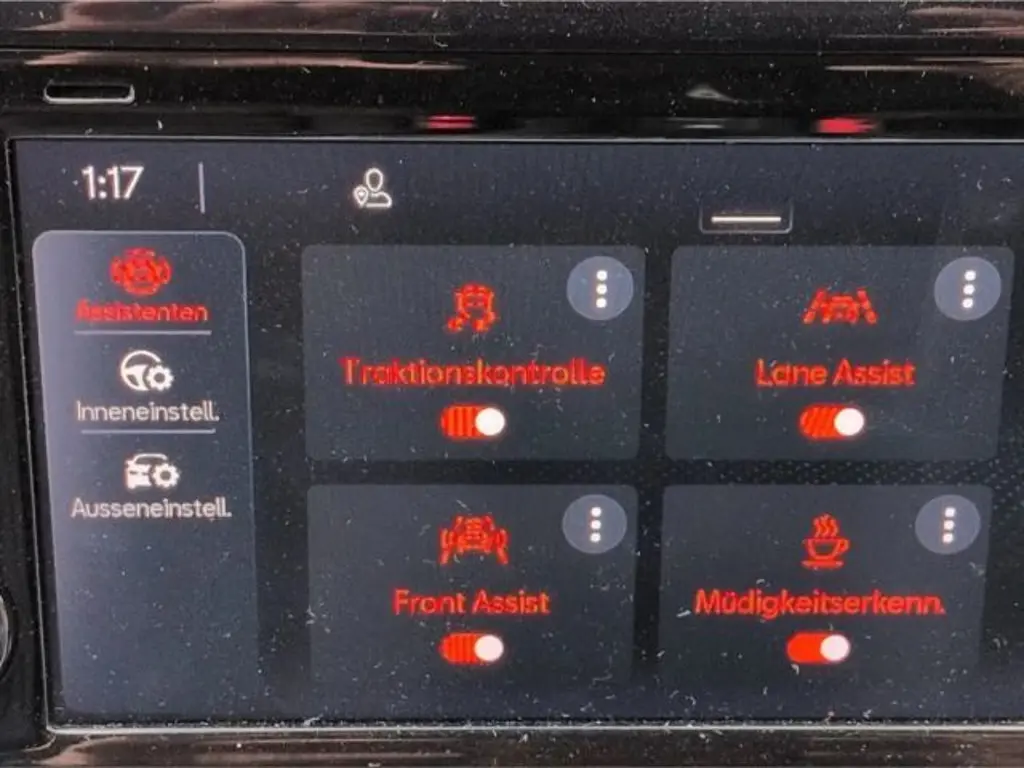 1:17
Assistenten
Inneneinstell.
Ausseneinstell.
Traktionskontrolle
Lane Assist
Front Assist
Müdigkeitserkenn.